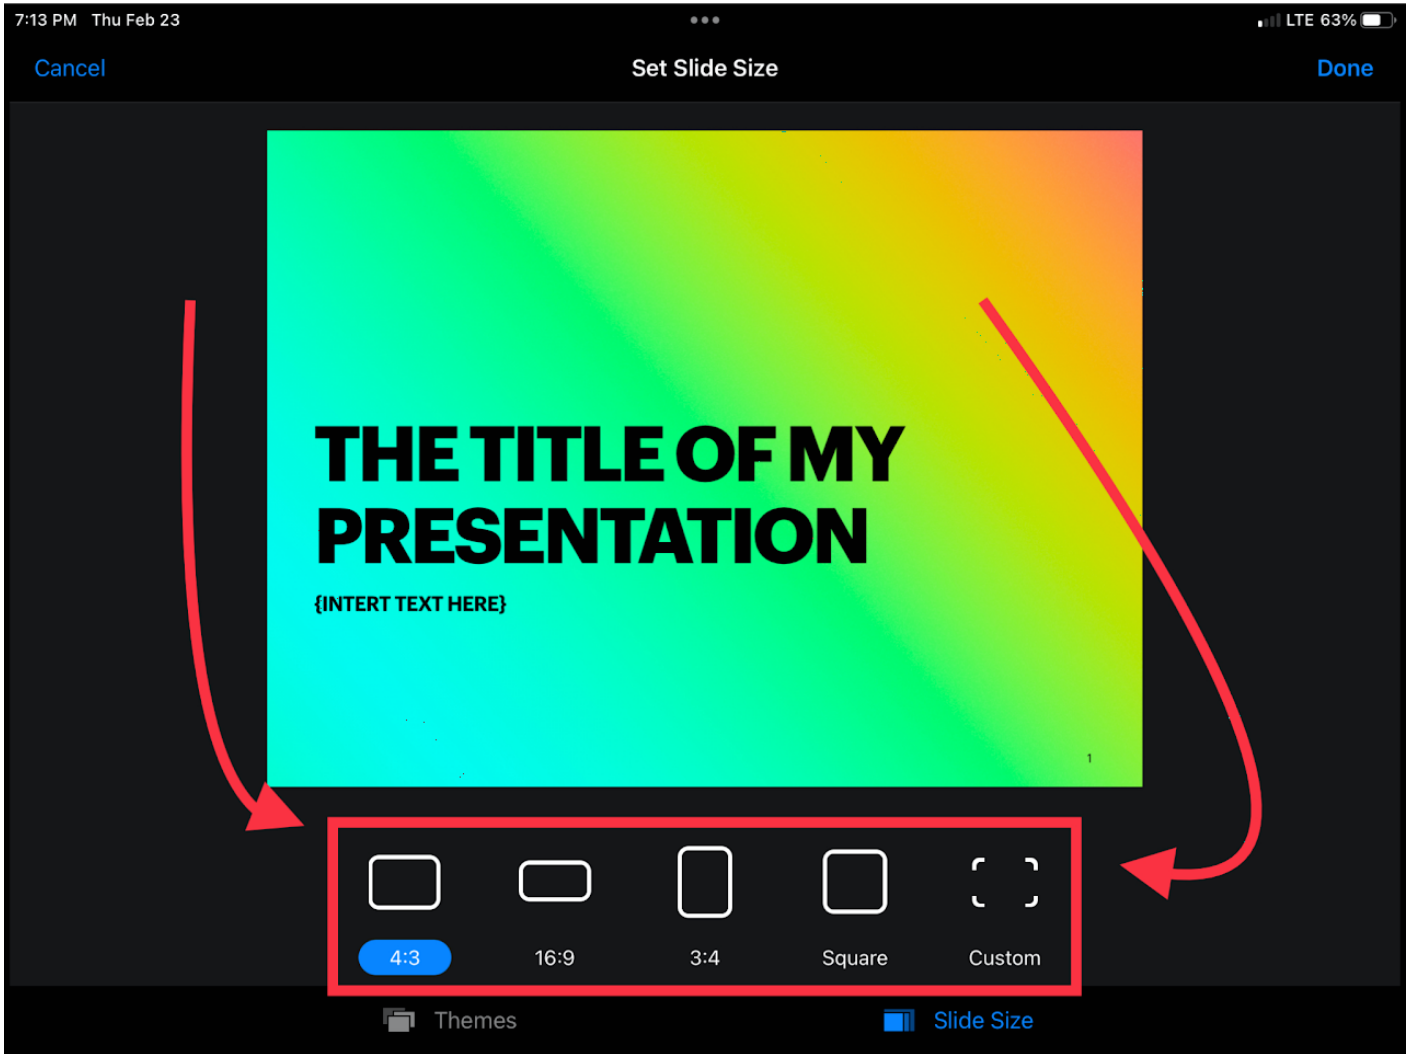 7:13 PM Thu Feb 23
LTE 63%
Cancel
Set Slide Size
Done
THE TITLE OF MY
PRESENTATION
{INTERT TEXT HERE}
1
4:3
16:9
3:4
Square
Custom
Themes
Slide Size